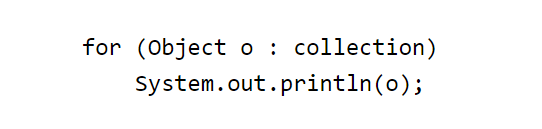 for (Object o : collection)
    System.out.println(o);